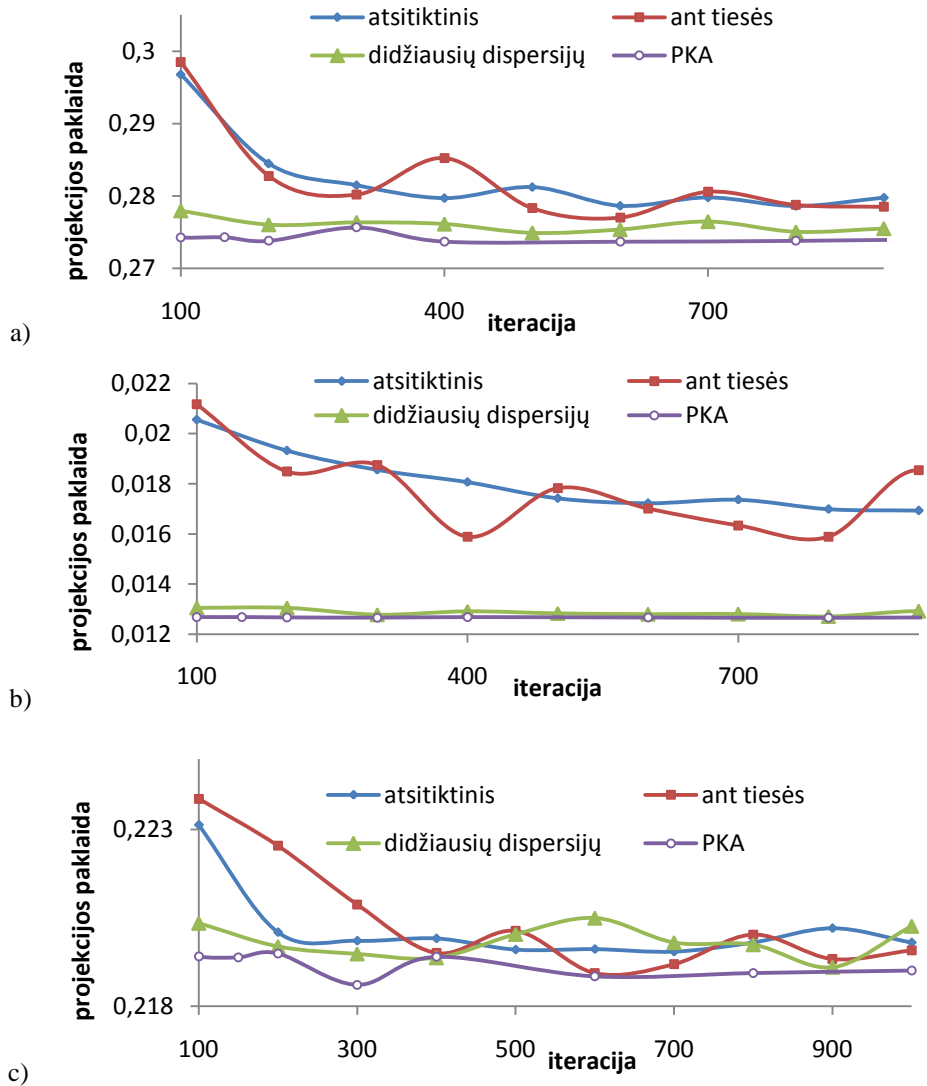 atsitiktinis
ant tiesės
didžiausių dispersijų
PKA
0,3
0,29
0,28
0,27
projekcijos paklaida
100
400
700
iteracija
a)
atsitiktinis
ant tiesės
didžiausių dispersijų
PKA
0,022
0,02
0,018
0,016
0,014
0,012
projekcijos paklaida
100
400
700
iteracija
b)
atsitiktinis
ant tiesės
didžiausių dispersijų
PKA
0,223
0,218
projekcijos paklaida
100
300
500
700
900
iteracija
c)